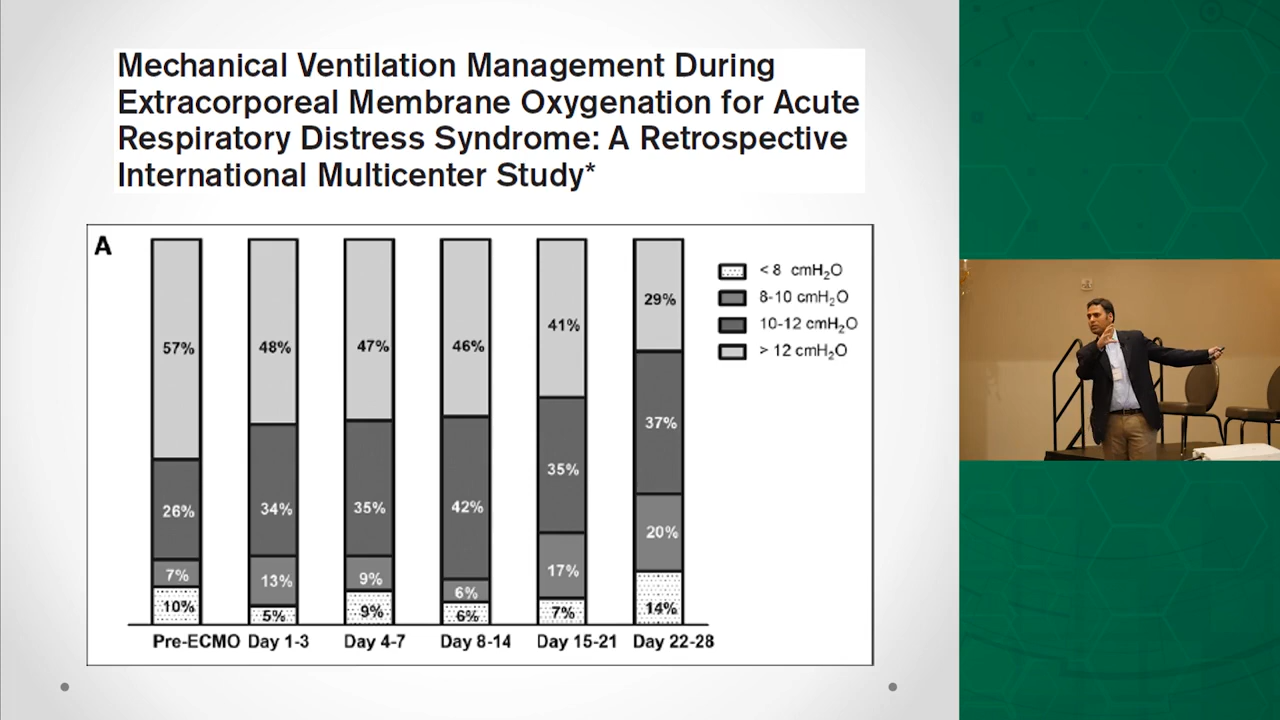 Mechanical Ventilation Management During
Extracorporeal Membrane Oxygenation for Acute
Respiratory Distress Syndrome: A Retrospective
International Multicenter Study*
A
57%
48%
47%
46%
41%
29%
26%
34%
35%
42%
35%
37%
7%
13%
9%
6%
17%
20%
10%
5%
9%
6%
7%
14%
Pre-ECMO Day 1-3 Day 4-7 Day 8-14 Day 15-21 Day 22-28
< 8 cmH₂O
8-10 cmH₂O
10-12 cmH₂O
> 12 cmH₂O